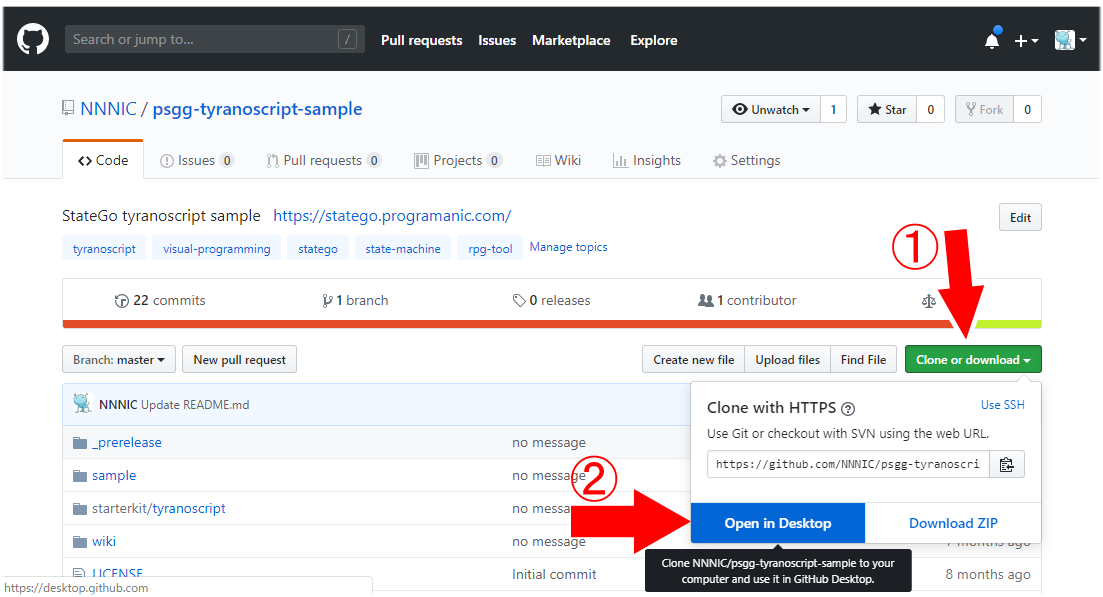 Search or jump to... / Pull requests Issues Marketplace Explore
NNNIC / psgg-tyranoscript-sample Unwatch 1 Star 0 Fork 0
Code Issues 0 Pull requests 0 Projects 0 Wiki Insights Settings
StateGo tyranoscript sample https://statego.programanic.com/ Edit
tyranoscript visual-programming statego state-machine rpg-tool Manage topics
①
22 commits 1 branch 0 releases 1 contributor
Branch: master New pull request Create new file Upload files Find File Clone or download
NNNIC Update README.md
Clone with HTTPS ? Use SSH
Use Git or checkout with SVN using the web URL.
https://github.com/NNNIC/psgg-tyranoscri
_prerelease no message
sample no message
②
starterkit/tyranoscript no messa
Open in Desktop Download ZIP
wiki no message 7 months ago
Clone NNNIC/psgg-tyranoscript-sample to your
computer and use it in GitHub Desktop.
LICENSE Initial commit 8 months ago
https://desktop.github.com